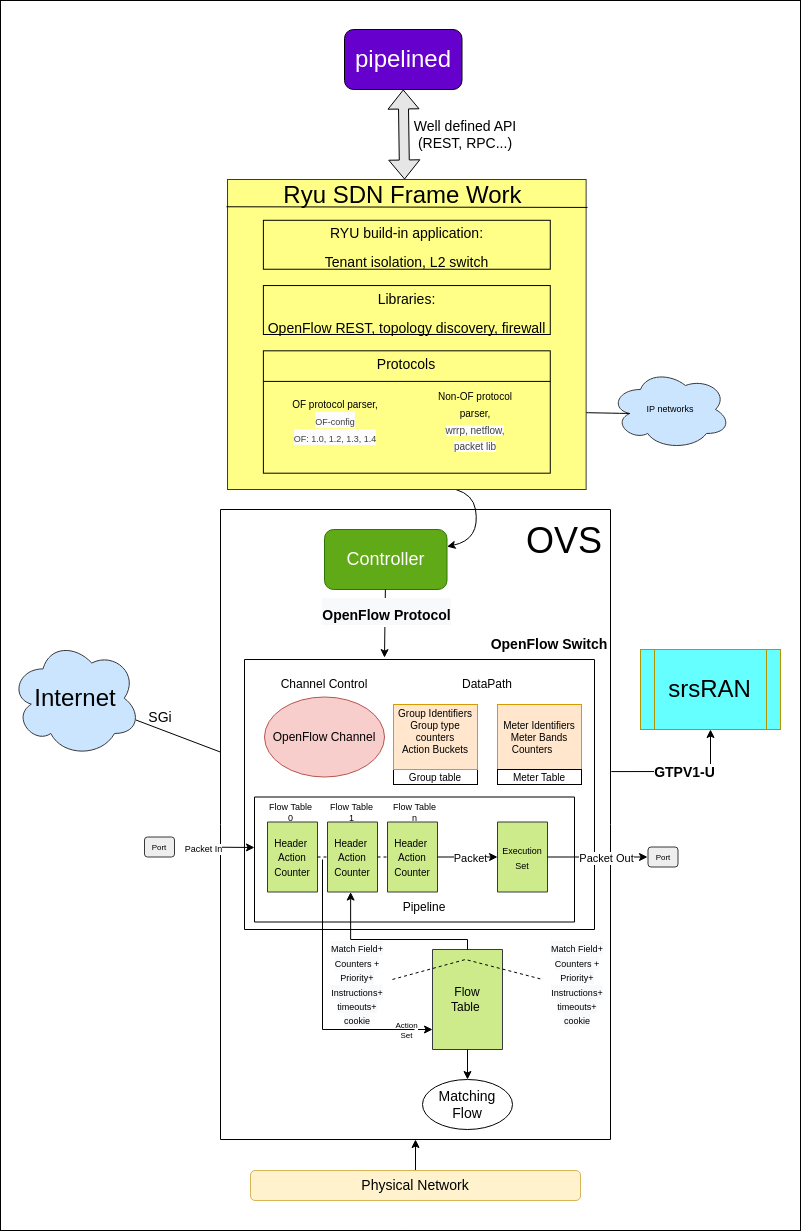 pipelined
Well defined API
(REST, RPC...)
Ryu SDN Frame Work
RYU build-in application:
Tenant isolation, L2 switch
Libraries:
OpenFlow REST, topology discovery, firewall
Protocols
OF protocol parser,
OF-config
OF: 1.0, 1.2, 1.3, 1.4
Non-OF protocol
parser,
wrrp, netflow,
packet lib
IP networks
OVS
Controller
OpenFlow Protocol
OpenFlow Switch
Internet
SGi
srsRAN
GTPV1-U
Channel Control
DataPath
OpenFlow Channel
Group Identifiers
Group type
counters
Action Buckets
Group table
Meter Identifiers
Meter Bands
Counters
Meter Table
Flow Table
0
Flow Table
1
Flow Table
n
Port
Packet In
Header
Action
Counter
Header
Action
Counter
Header
Action
Counter
Packet
Execution
Set
Packet Out
Port
Pipeline
Match Field+
Counters +
Priority+
Instructions+
timeouts+
cookie
Action
Set
Flow
Table
Match Field+
Counters +
Priority+
Instructions+
timeouts+
cookie
Matching
Flow
Physical Network